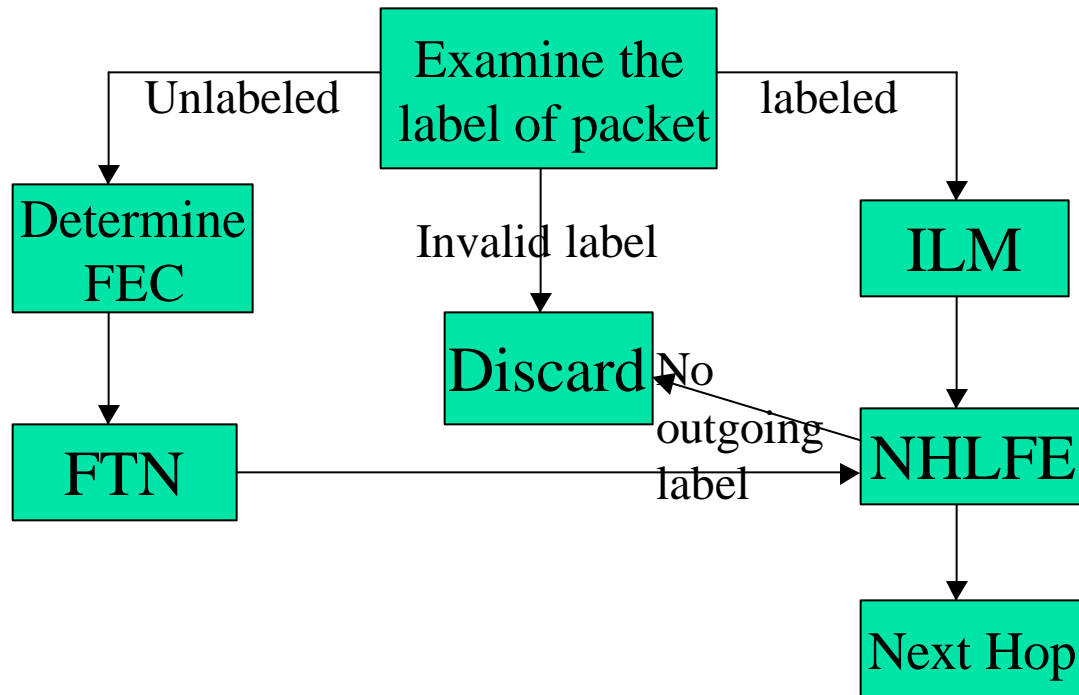 Examine the
label of packet
Unlabeled
labeled
Determine
FEC
Invalid label
ILM
Discard
No
outgoing
label
FTN
NHLFE
Next Hop